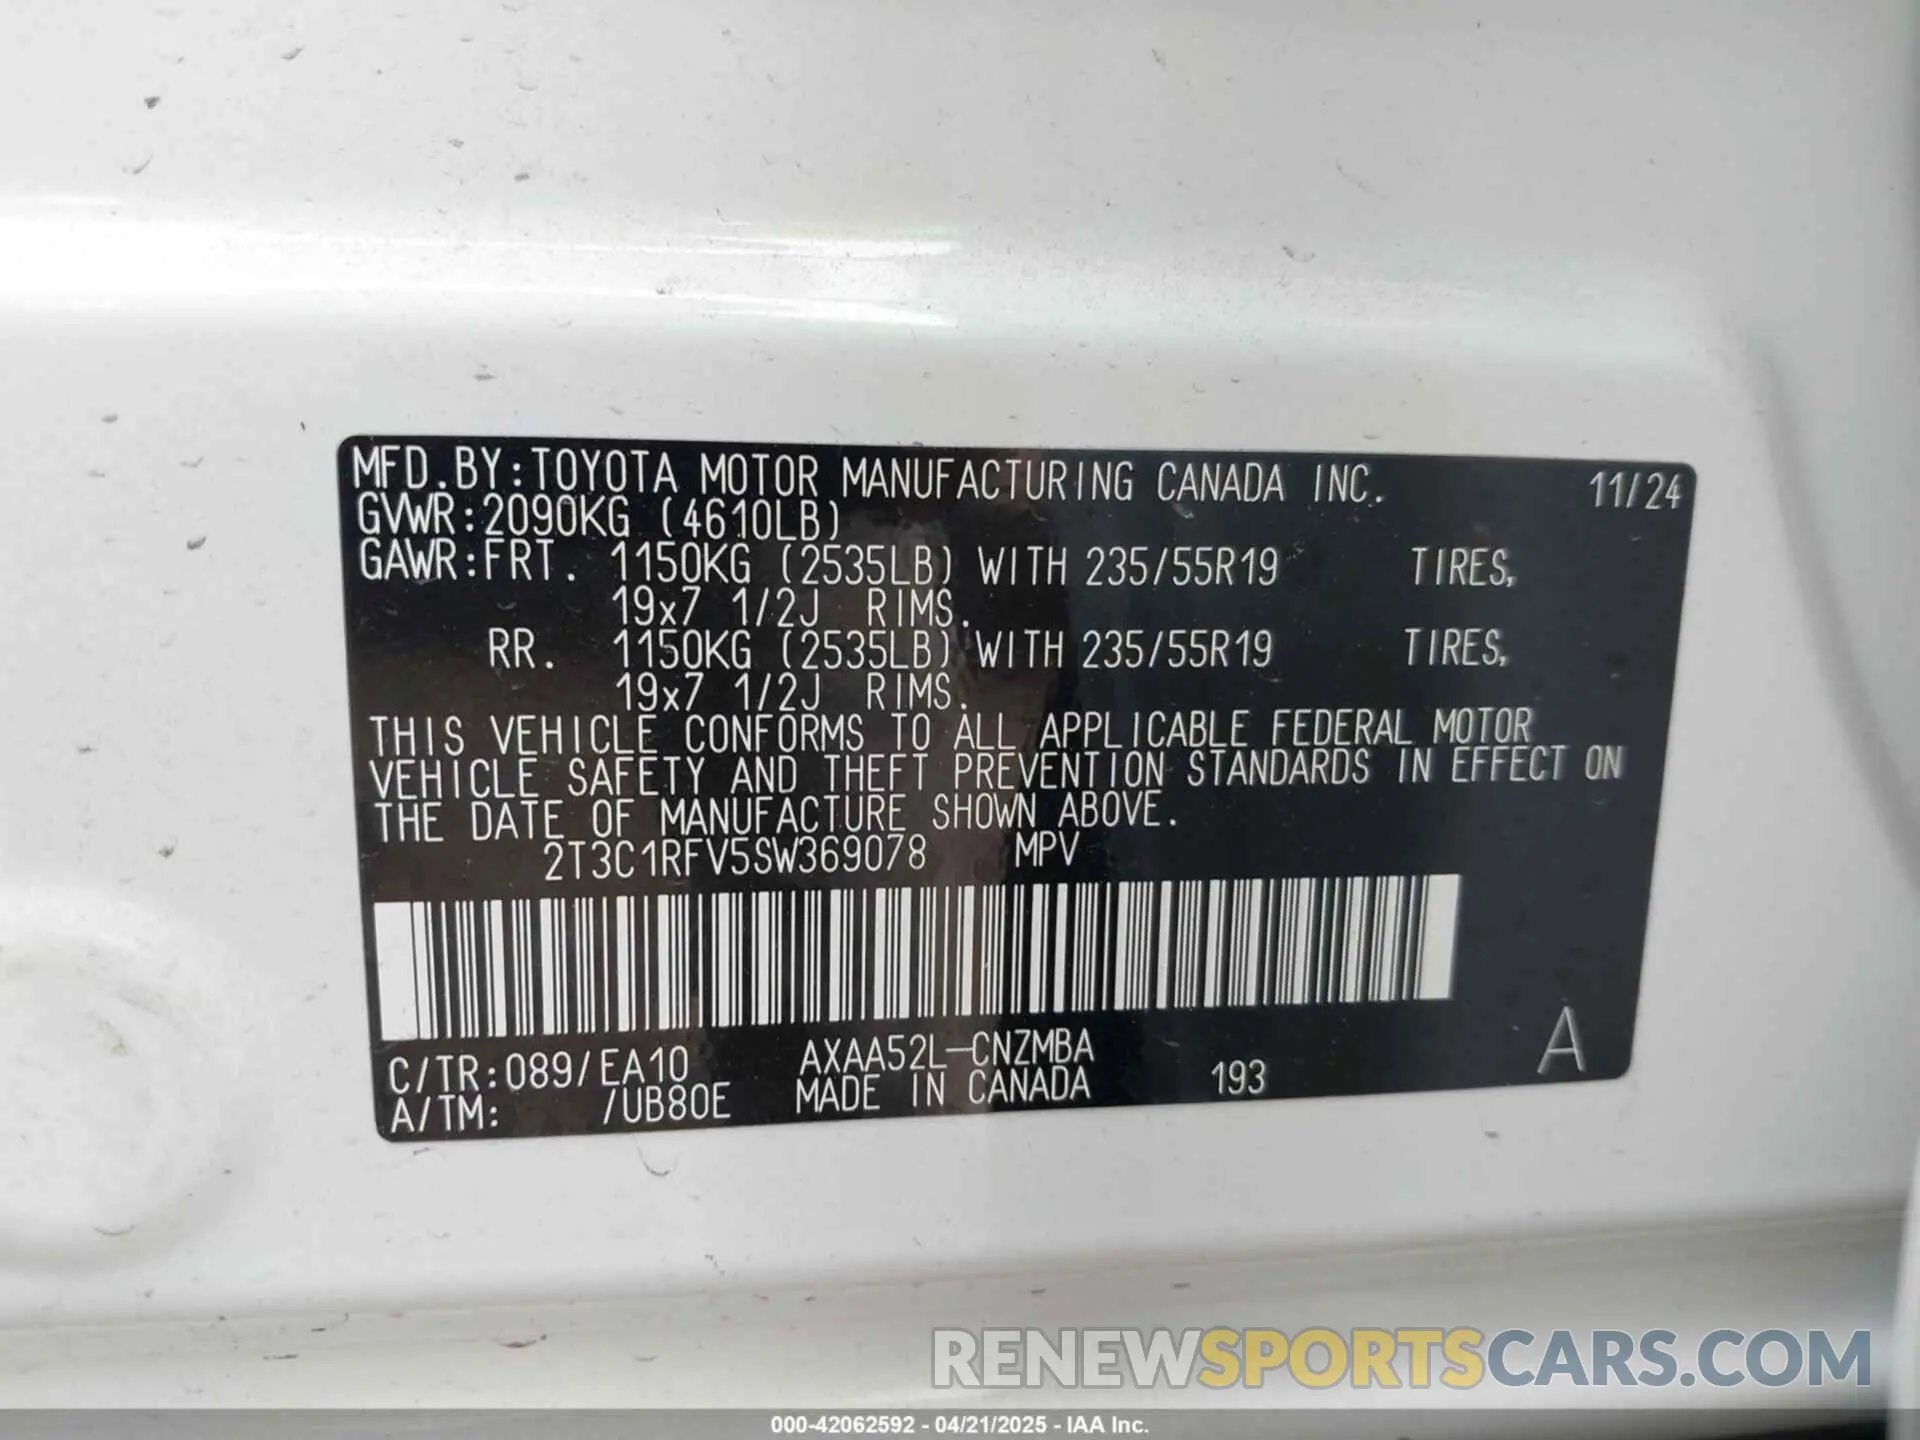 MFD.BY:TOYOTA MOTOR MANUFACTURING CANADA INC. 11/24
GVWR:2090KG (4610LB)
GAWR:FRT. 1150KG (2535LB) WITH 235/55R19 TIRES,
19x7 1/2J RIMS.
RR. 1150KG (2535LB) WITH 235/55R19 TIRES,
19x7 1/2J RIMS.
THIS VEHICLE CONFORMS TO ALL APPLICABLE FEDERAL MOTOR
VEHICLE SAFETY AND THEFT PREVENTION STANDARDS IN EFFECT ON
THE DATE OF MANUFACTURE SHOWN ABOVE.
2T3C1RFV5SW369078 MPV
C/TR:089/EA10 AXAA52L-CNZMBA
A/TM: /UB80E MADE IN CANADA 193 A
RENEWSPORTSCARS.COM
000-42062592 - 04/21/2025 - IAA Inc.